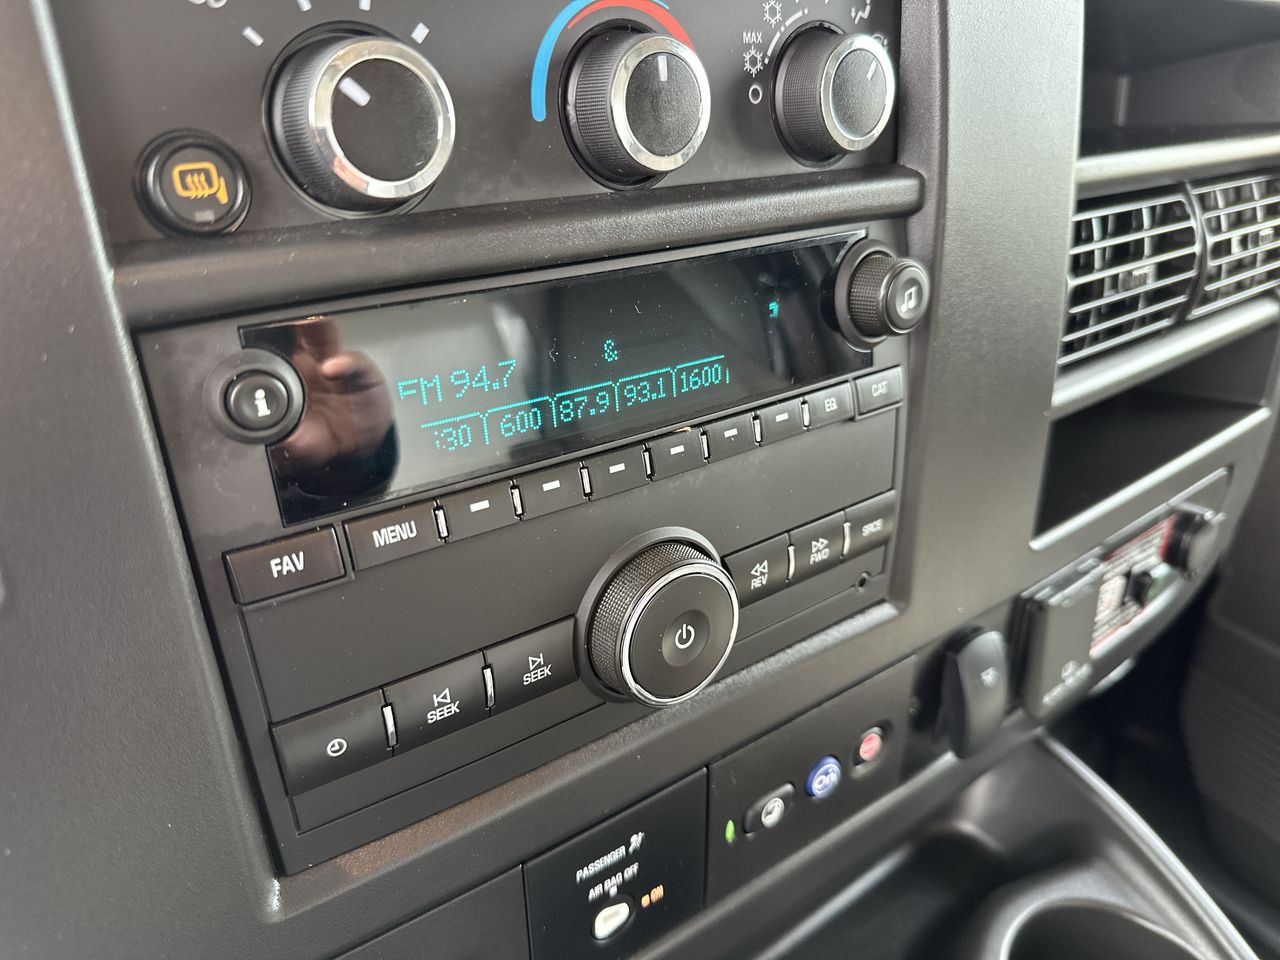 MAX
FM 94.7
&
:30 600 87.9 93.1 1600
i
FAV
MENU
EQ
CAT
REV
FWD
SRCE
SEEK
SEEK
PASSENGER
AIR BAG OFF
ON